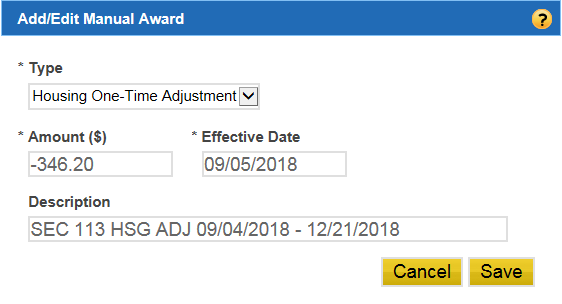 Add/Edit Manual Award ?
* Type
Housing One-Time Adjustment
* Amount ($) * Effective Date
-346.20 09/05/2018
Description
SEC 113 HSG ADJ 09/04/2018 - 12/21/2018
Cancel Save